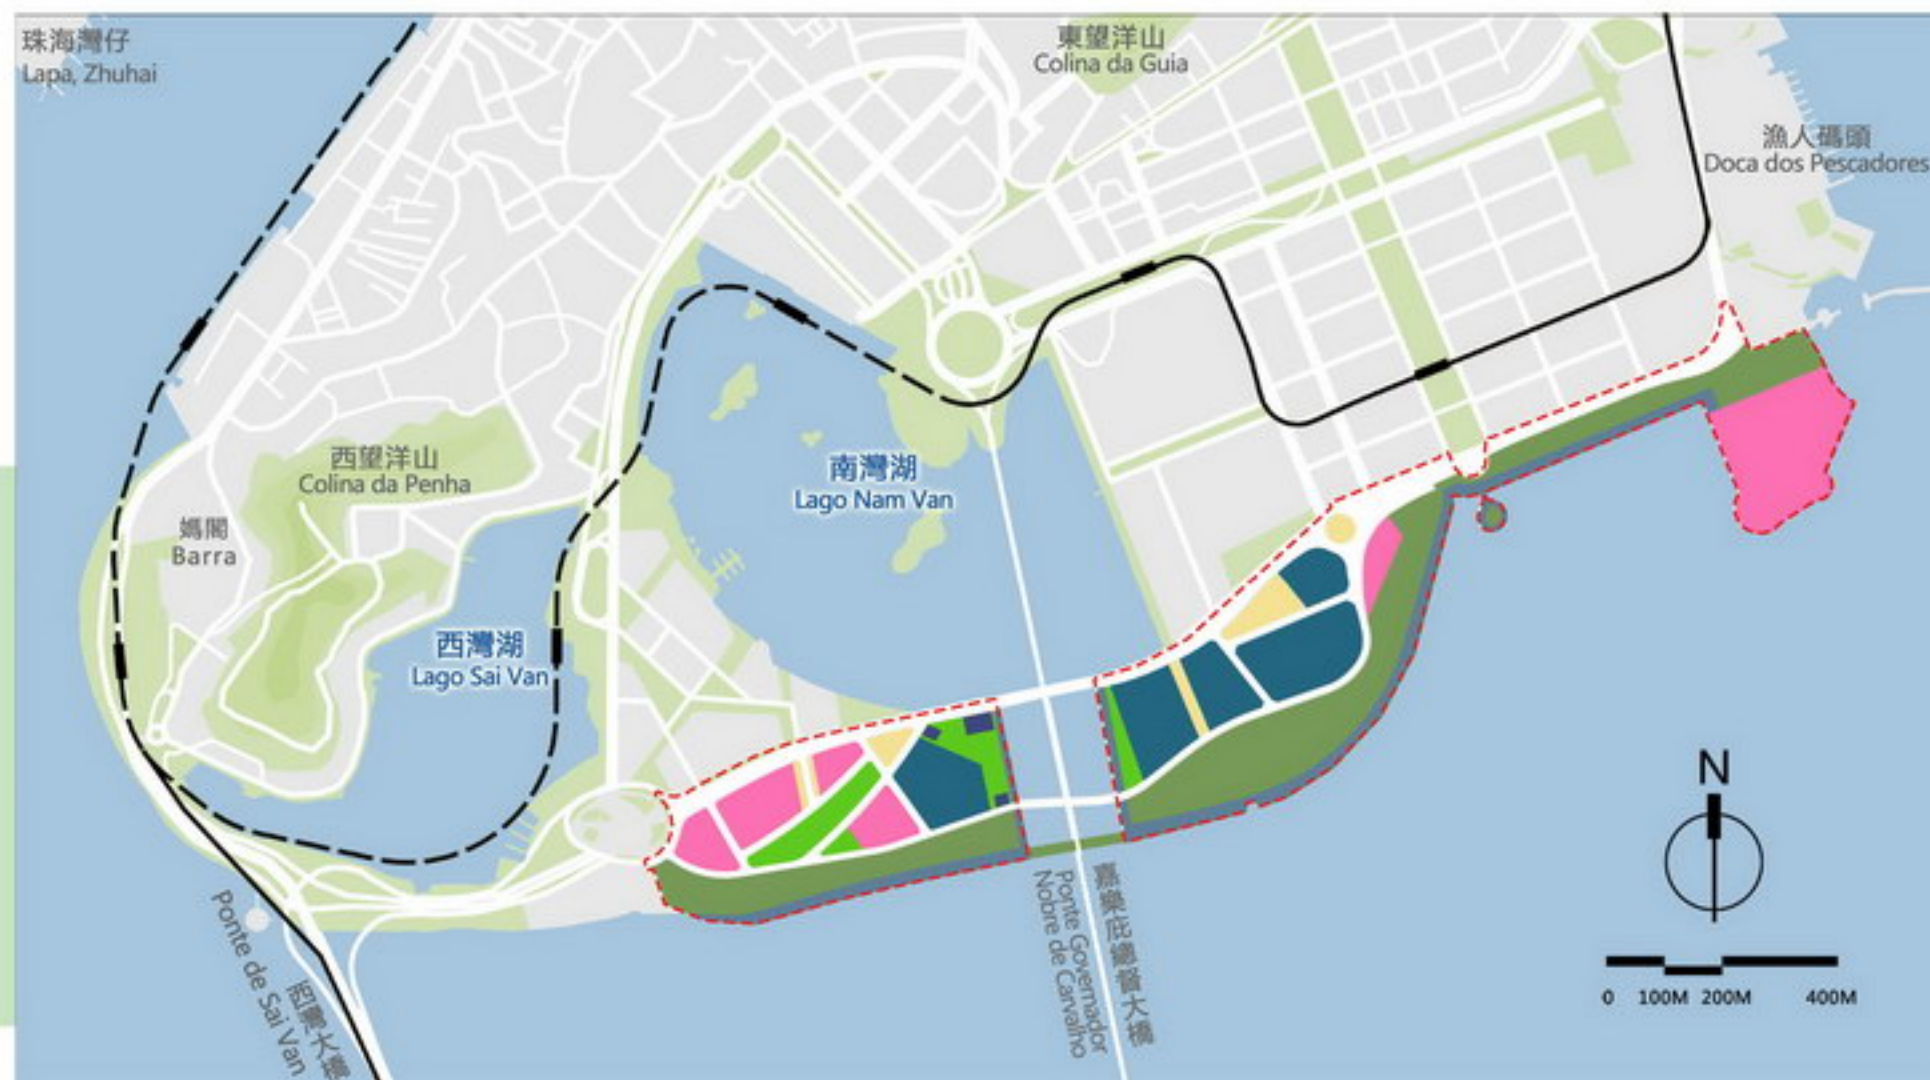 珠海灣仔
Lapa, Zhuhai
東望洋山
Colina da Guia
漁人碼頭
Doca dos Pescadores
西望洋山
Colina da Penha
南灣湖
Lago Nam Van
媽閣
Barra
西灣湖
Lago Sai Van
N
嘉樂庇總督大橋
Ponte Governador
Nobre de Carvalho
西灣大橋
Ponte de Sai Van
0 100M 200M 400M